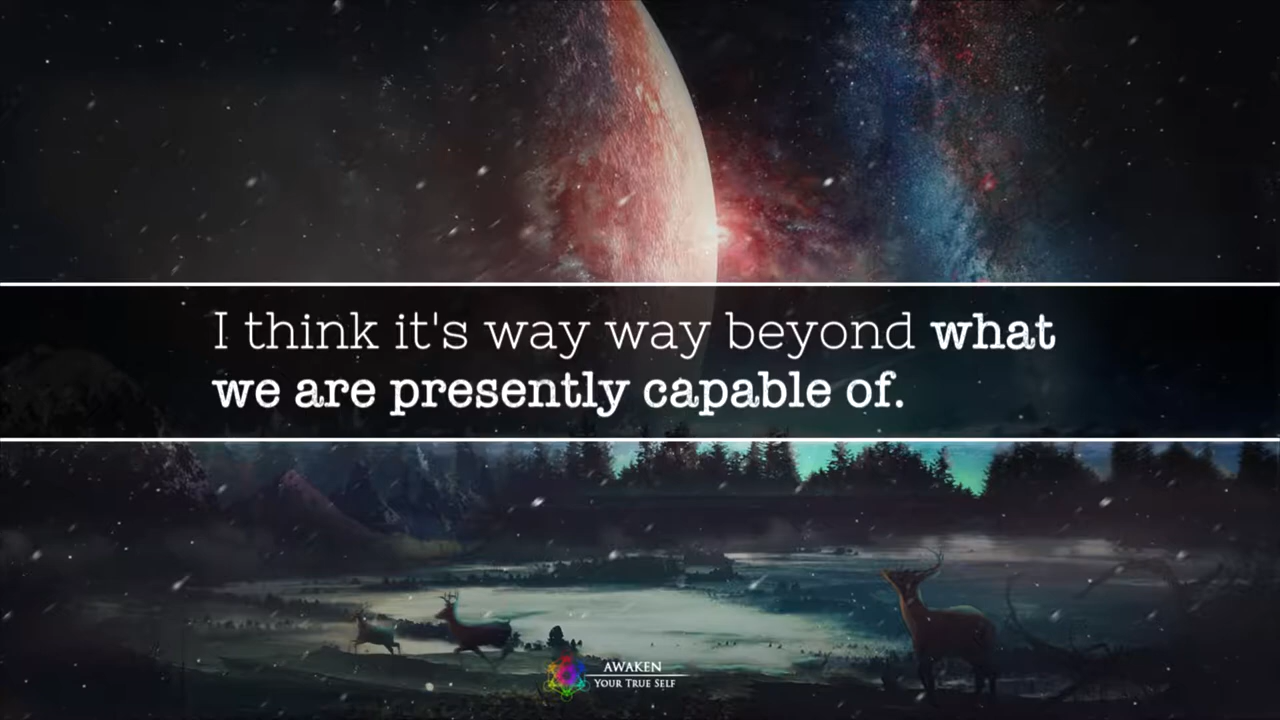 I think it's way way beyond what
we are presently capable of.
AWAKEN
YOUR TRUE SELF